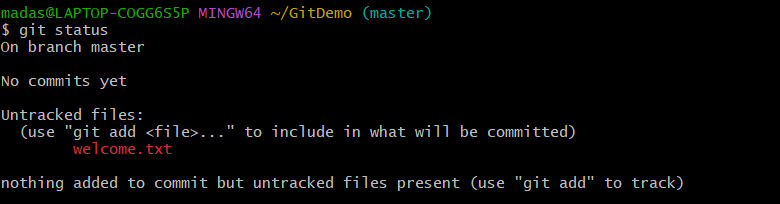 madas@LAPTOP-COGG6S5P MINGW64 ~/GitDemo (master)
$ git status
On branch master
No commits yet
Untracked files:
(use "git add <file>..." to include in what will be committed)
welcome.txt
nothing added to commit but untracked files present (use "git add" to track)